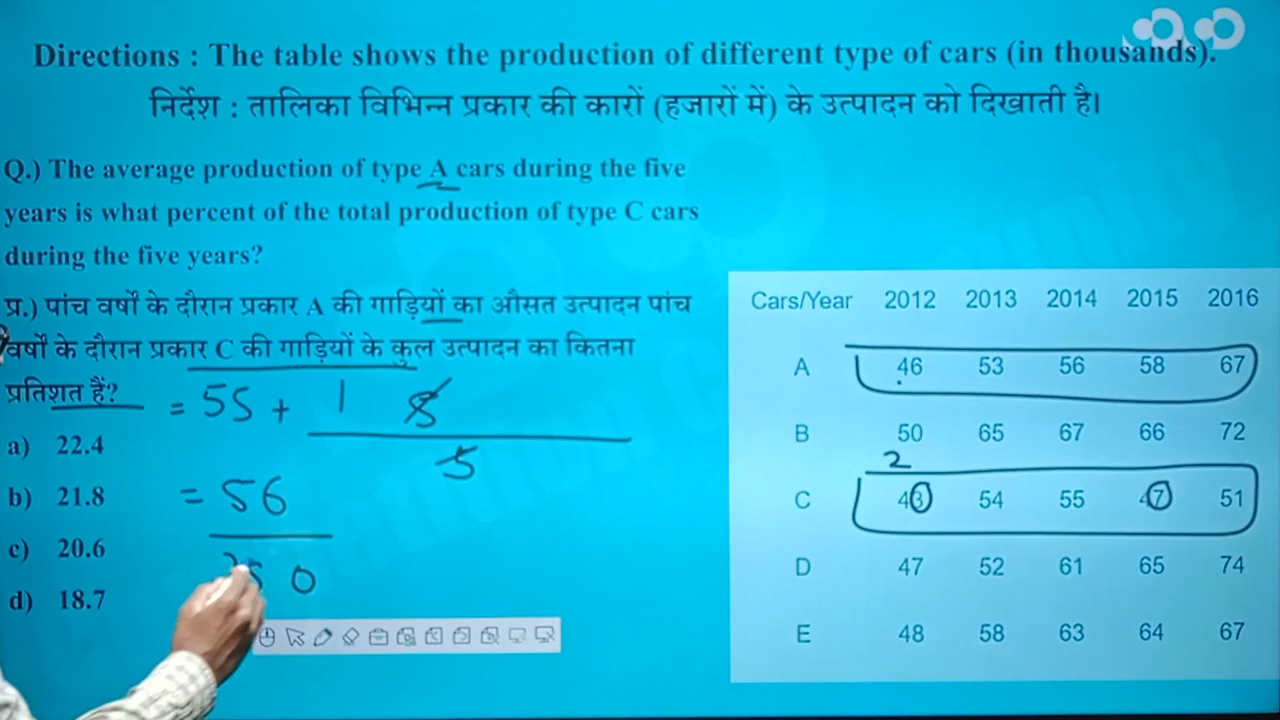 Directions : The table shows the production of different type of cars (in thousands).
निर्देश : तालिका विभिन्न प्रकार की कारों (हजारों में) के उत्पादन को दिखाती है।
Q.) The average production of type A cars during the five
years is what percent of the total production of type C cars
during the five years?
प्र.) पांच वर्षों के दौरान प्रकार A की गाड़ियों का औसत उत्पादन पांच
वर्षों के दौरान प्रकार C की गाड़ियों के कुल उत्पादन का कितना
प्रतिशत हैं?
= 55 + 1 5
5
a) 22.4
b) 21.8
c) 20.6
d) 18.7
= 56
Cars/Year 2012 2013 2014 2015 2016
A 46 53 56 58 67
B 50 65 67 66 72
2
C 43 54 55 47 51
D 47 52 61 65 74
E 48 58 63 64 67